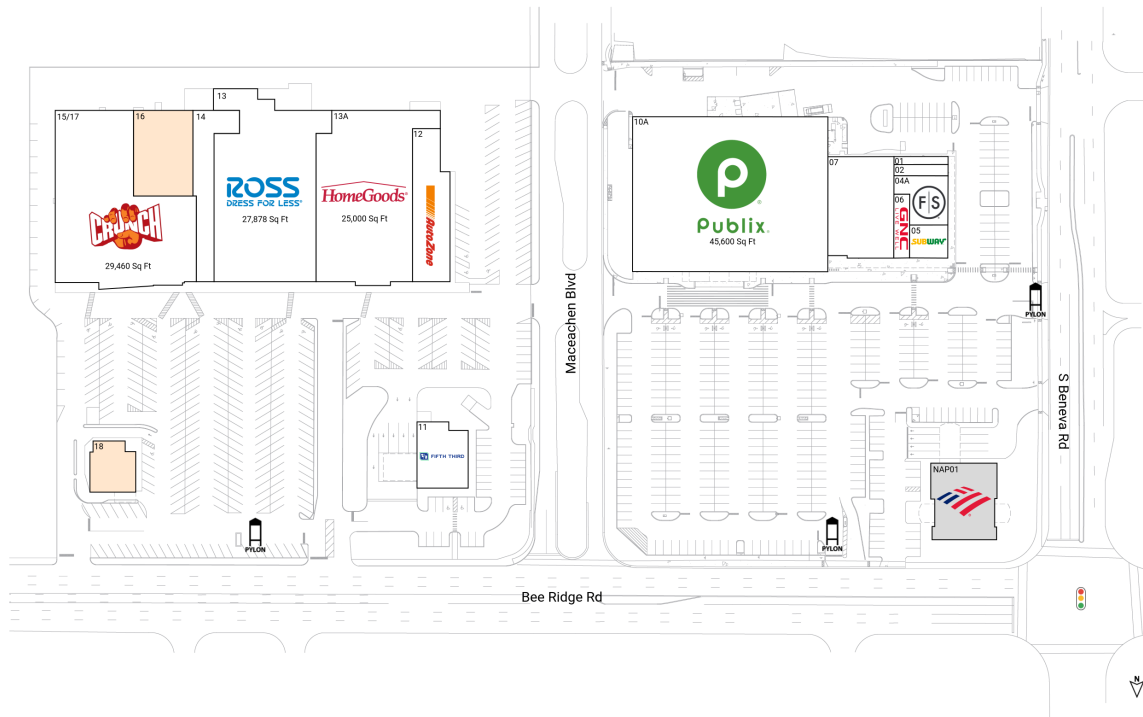 13
15/17
16
14
13A
12
10A
07
01
02
04A
06
05
ROSS
DRESS FOR LESS®
27,878 Sq Ft
HomeGoods®
25,000 Sq Ft
CRUNCH
29,460 Sq Ft
AutoZone
Publix®
45,600 Sq Ft
F|S
GNC
LIVE WELL
SUBWAY
Maceachen Blvd
S Beneva Rd
PYLON
18
11
FIFTH THIRD
NAP01
PYLON
PYLON
Bee Ridge Rd
N